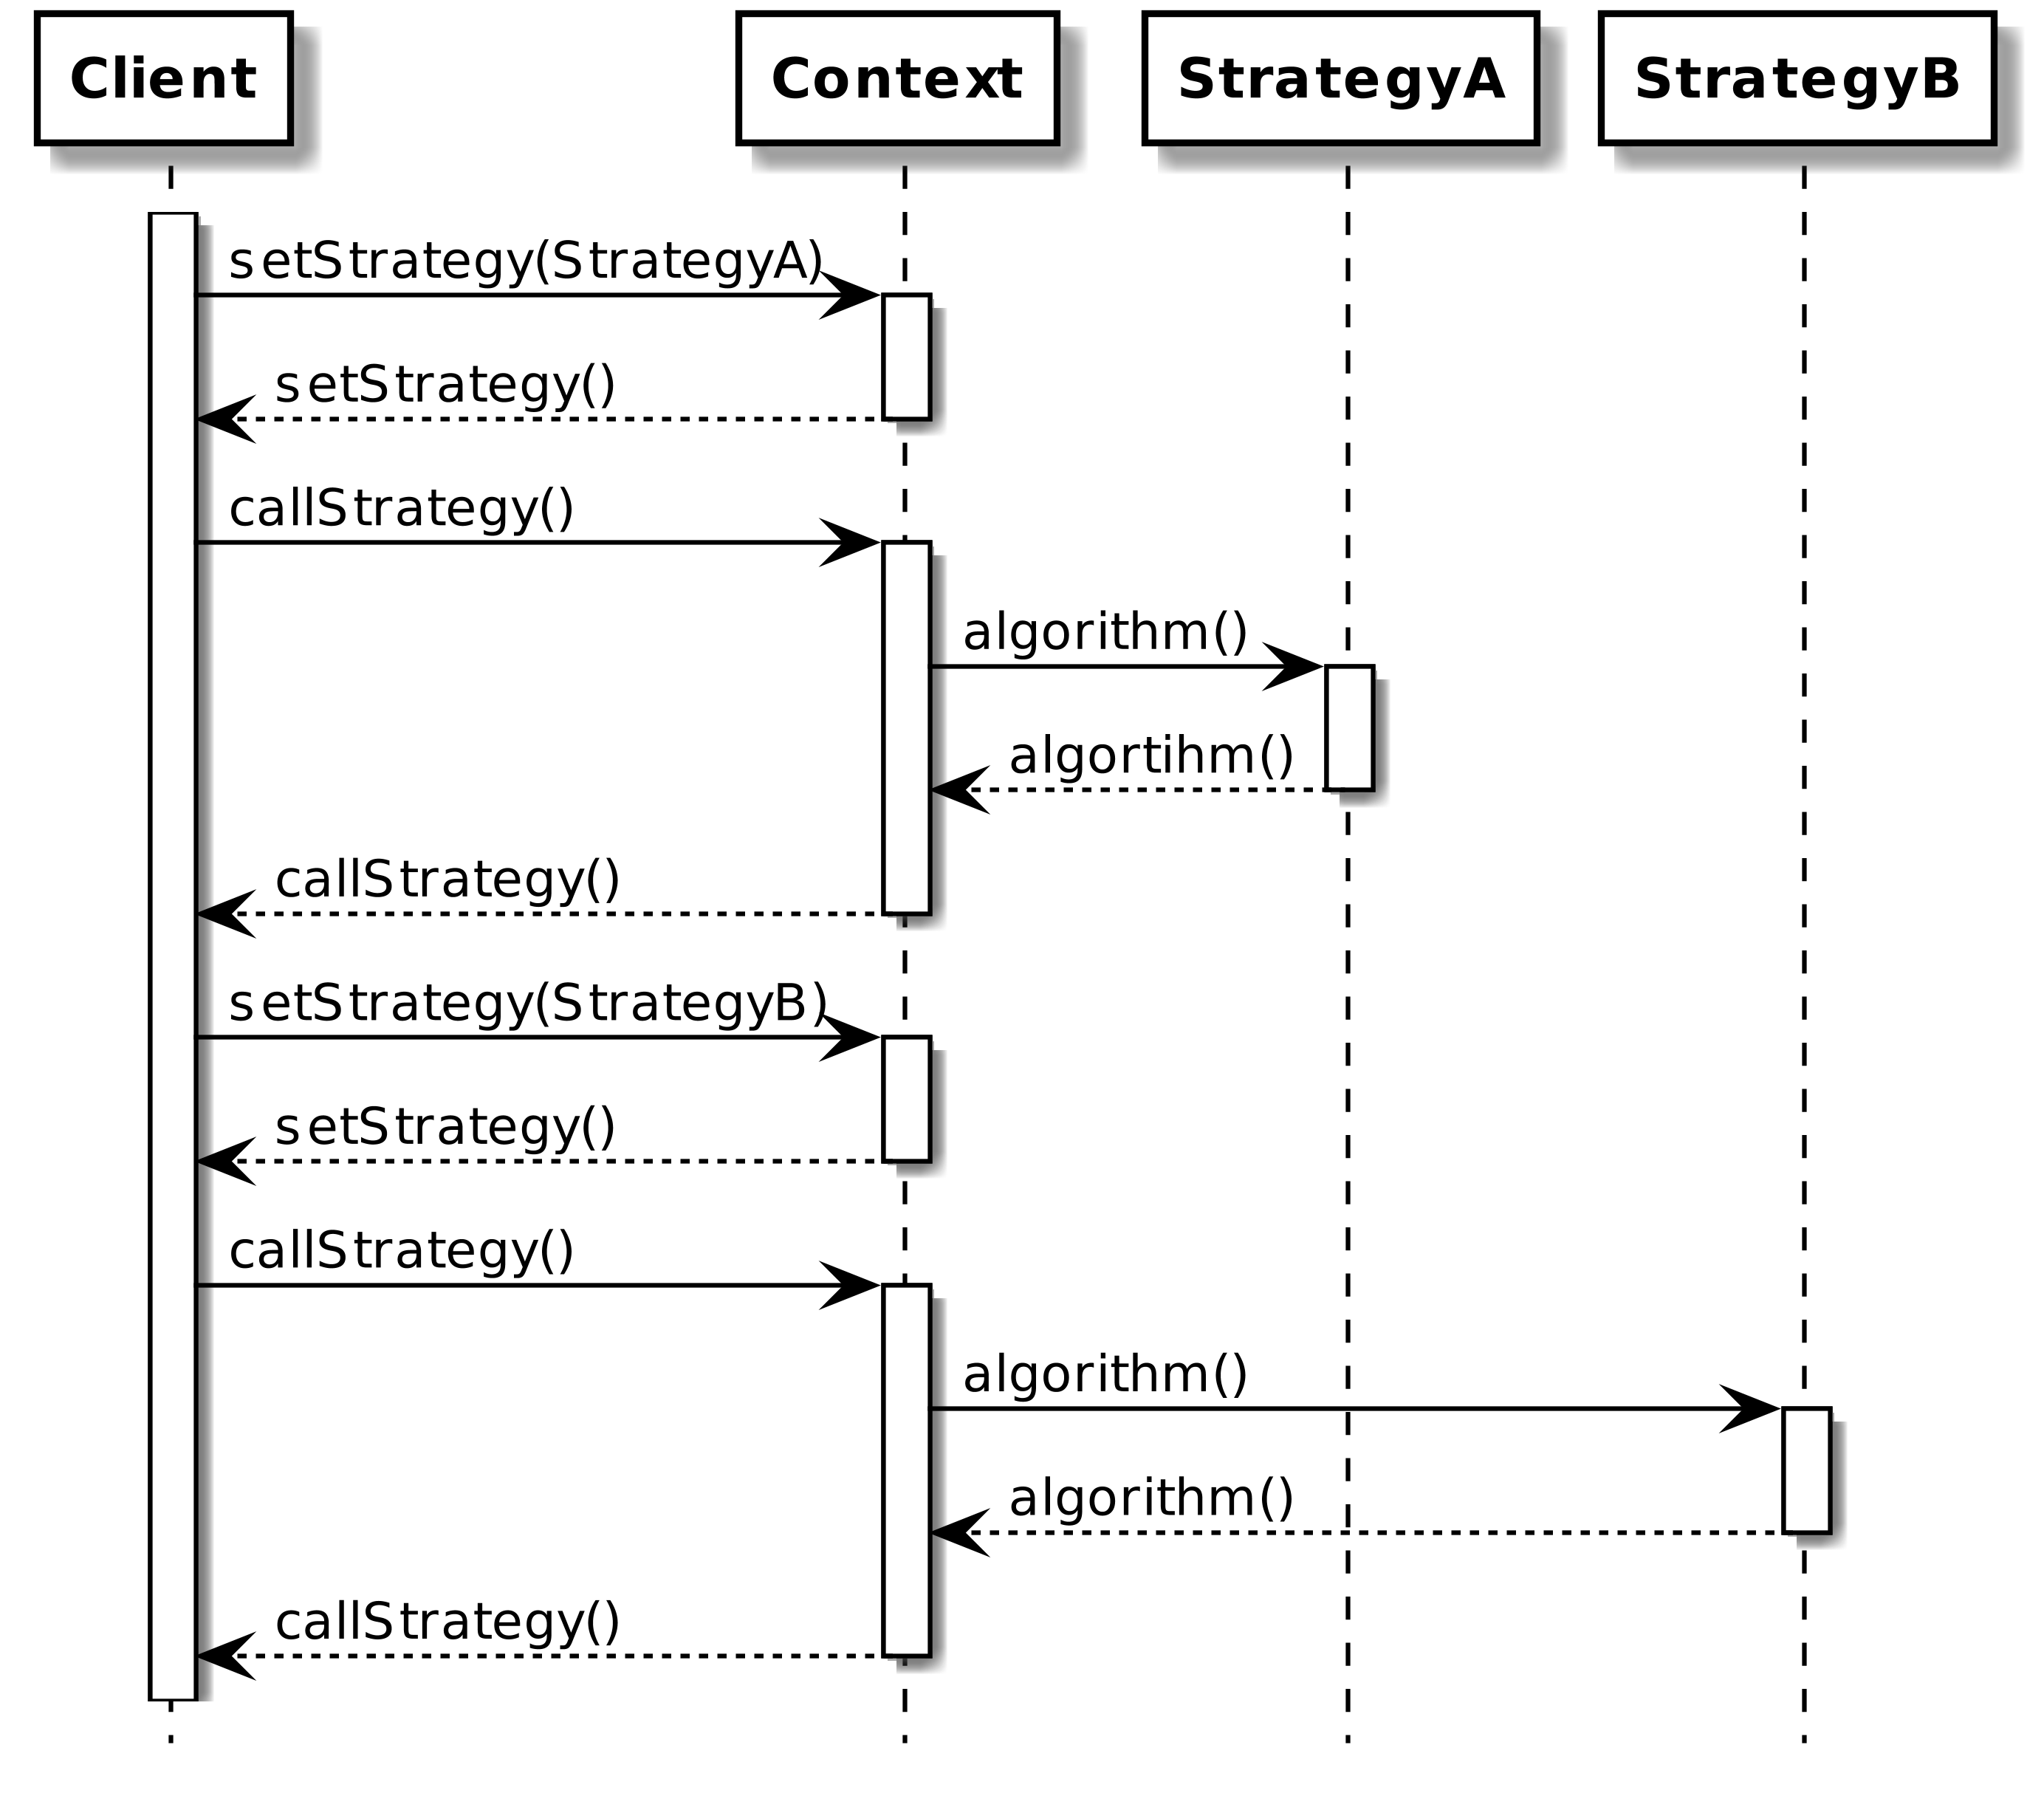 Client Context StrategyA StrategyB
setStrategy(StrategyA)
setStrategy()
callStrategy()
algorithm()
algortihm()
callStrategy()
setStrategy(StrategyB)
setStrategy()
callStrategy()
algorithm()
algorithm()
callStrategy()